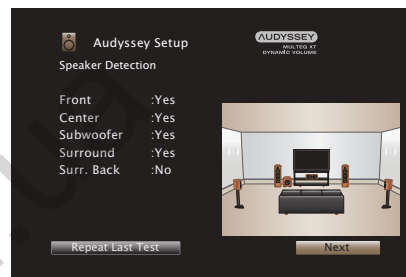 Audyssey Setup
AUDYSSEY
MULTEQ XT
DYNAMIC VOLUME
Speaker Detection
Front :Yes
Center :Yes
Subwoofer :Yes
Surround :Yes
Surr. Back :No
Repeat Last Test
Next